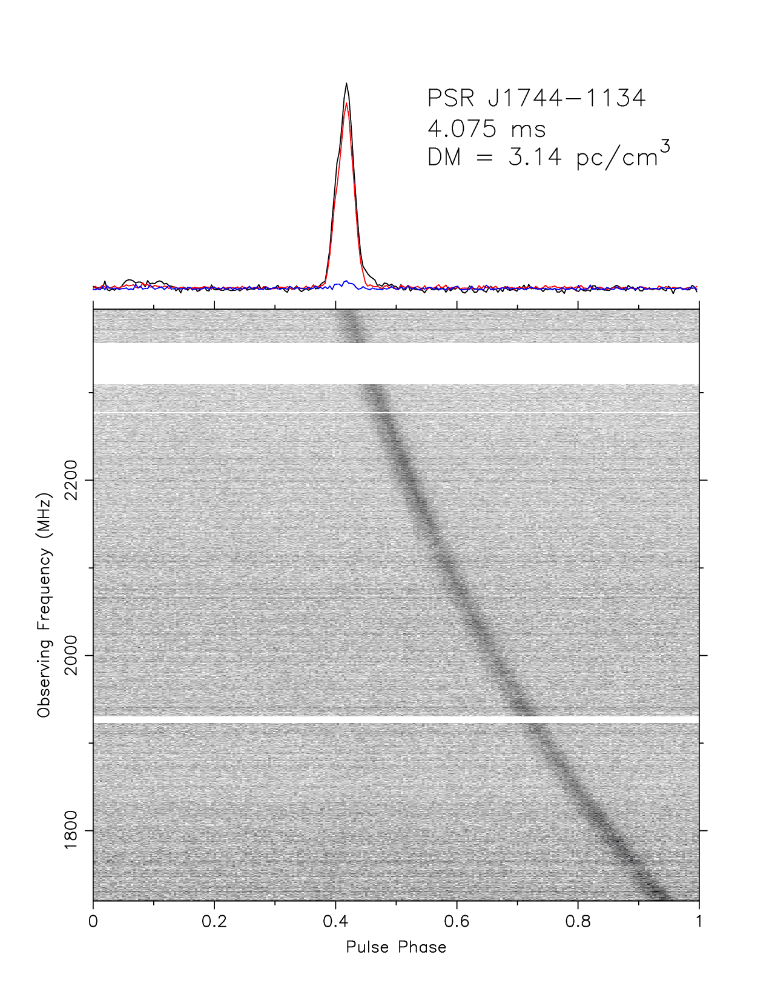 PSR J1744−1134
4.075 ms
DM = 3.14 pc/cm³
Observing Frequency (MHz)
2200
2000
1800
0 0.2 0.4 0.6 0.8 1
Pulse Phase